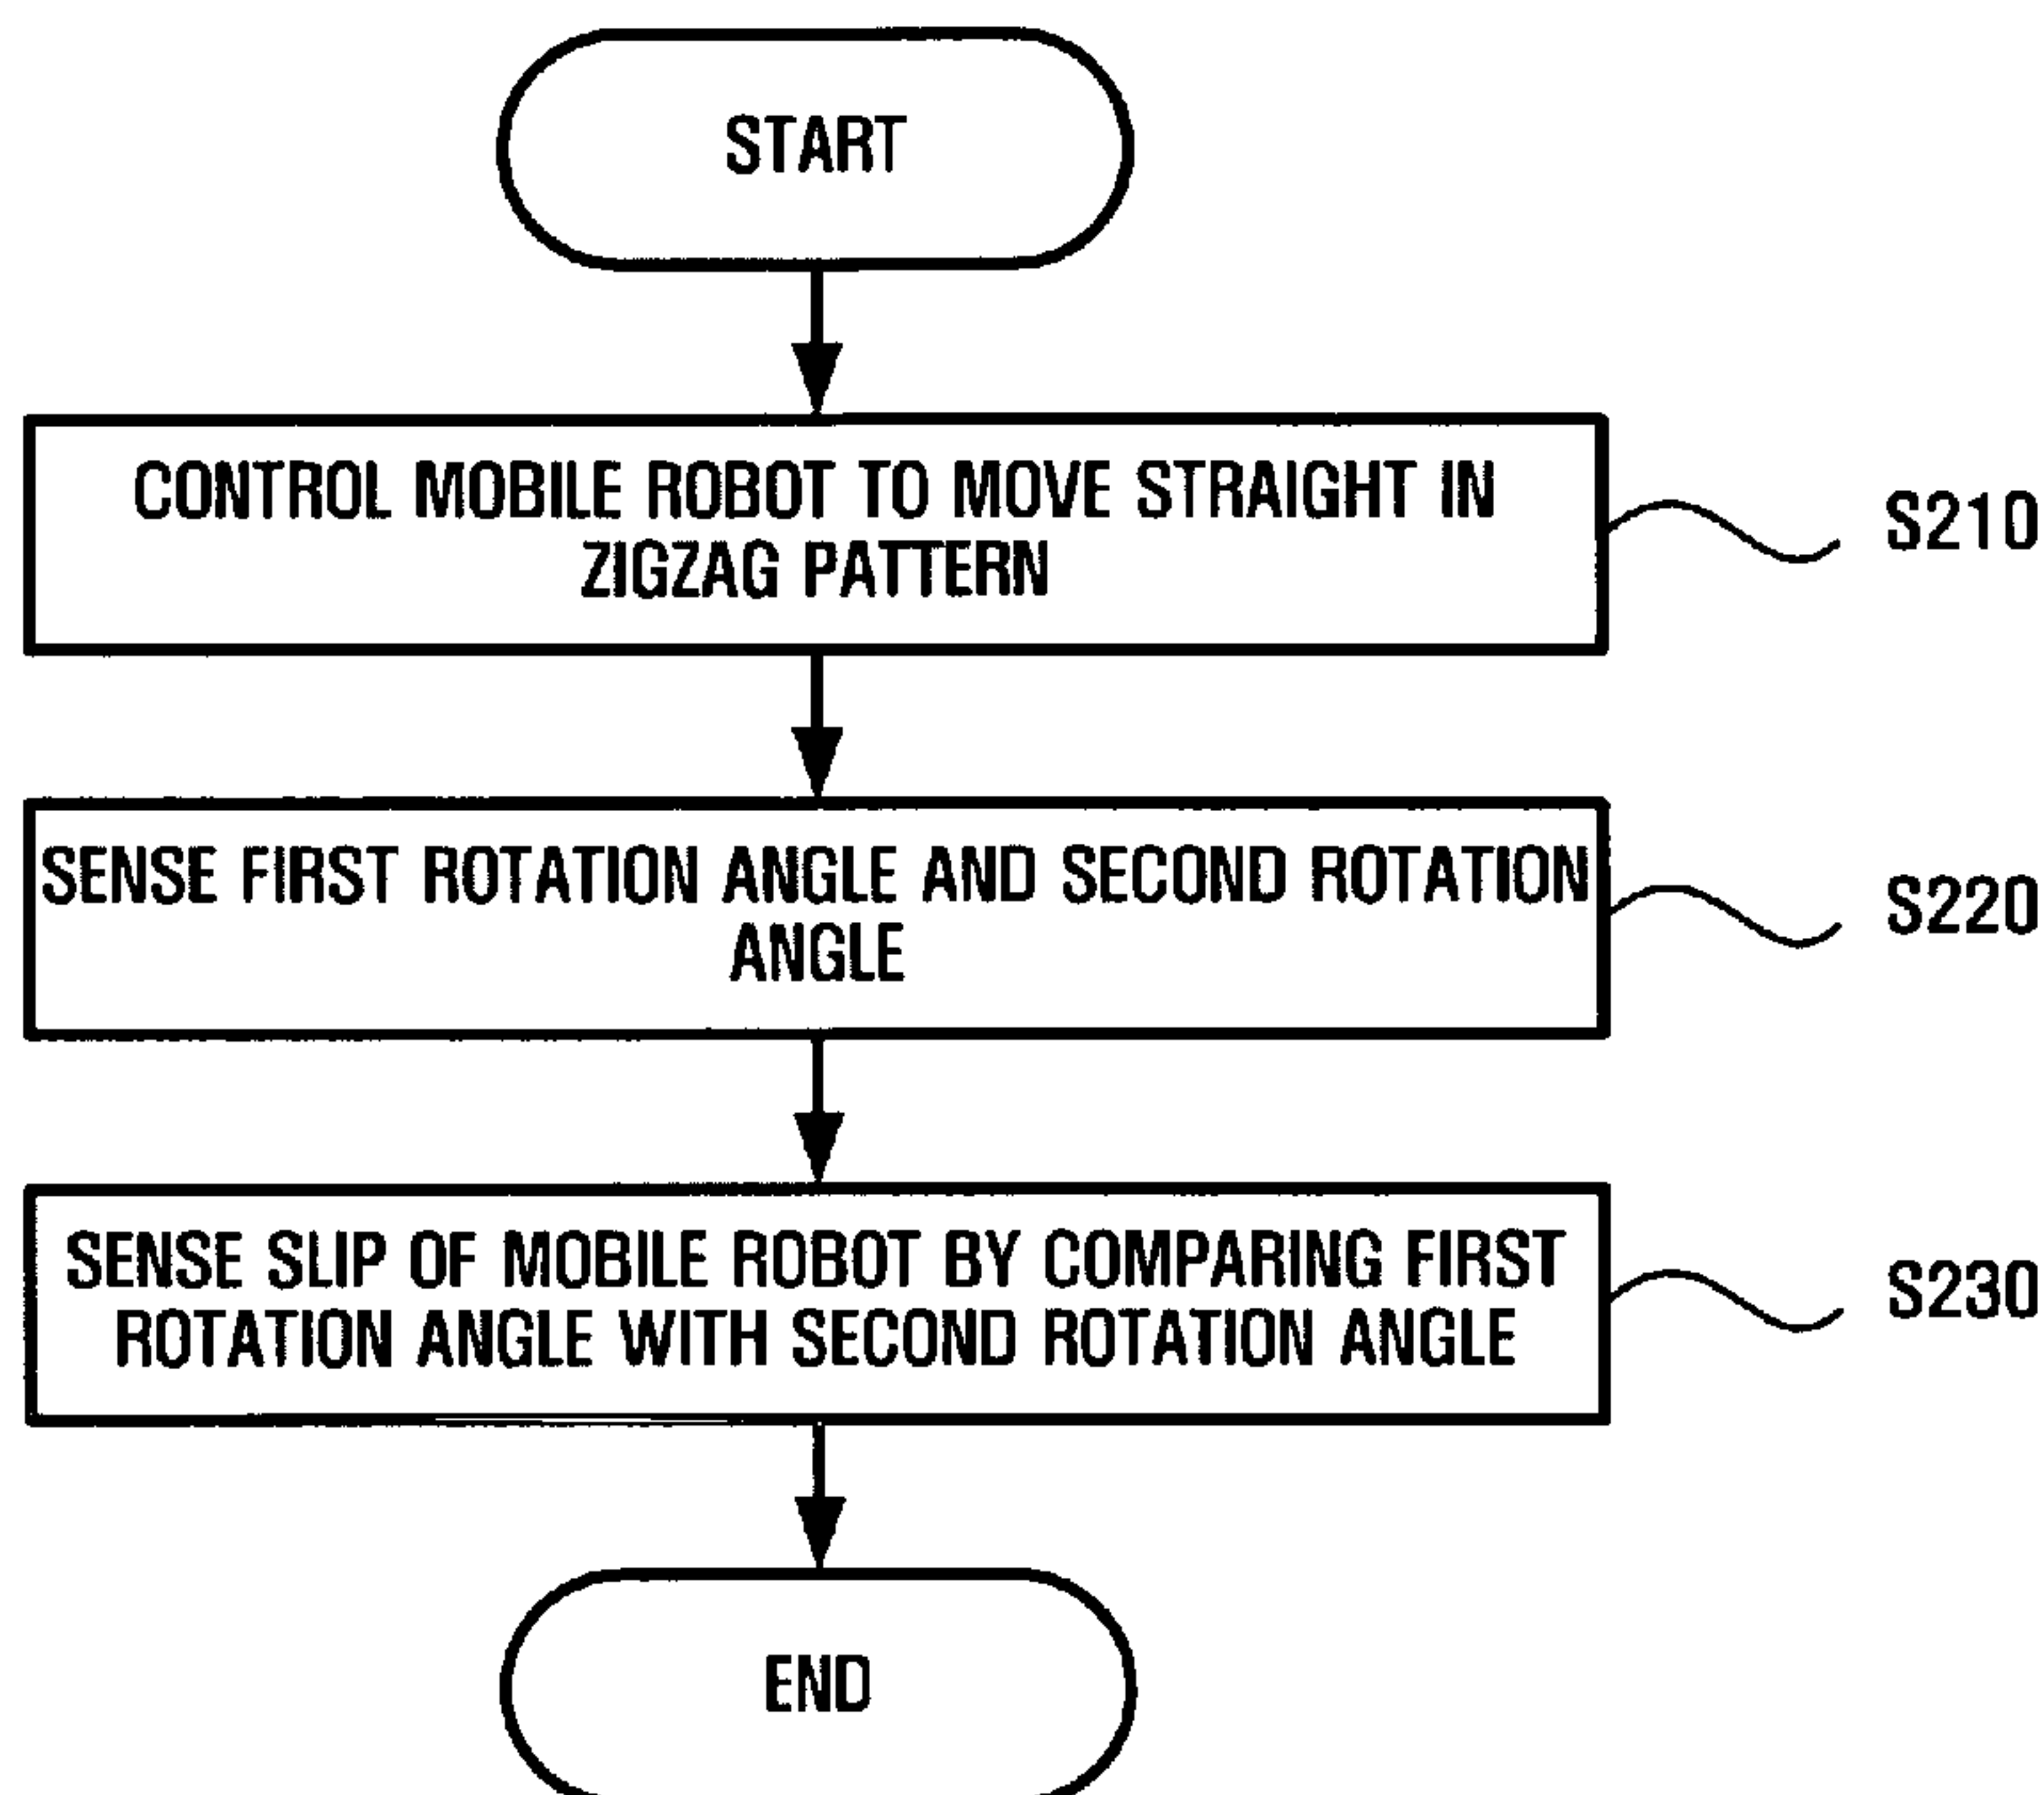 START
CONTROL MOBILE ROBOT TO MOVE STRAIGHT IN
ZIGZAG PATTERN
S210
SENSE FIRST ROTATION ANGLE AND SECOND ROTATION
ANGLE
S220
SENSE SLIP OF MOBILE ROBOT BY COMPARING FIRST
ROTATION ANGLE WITH SECOND ROTATION ANGLE
S230
END